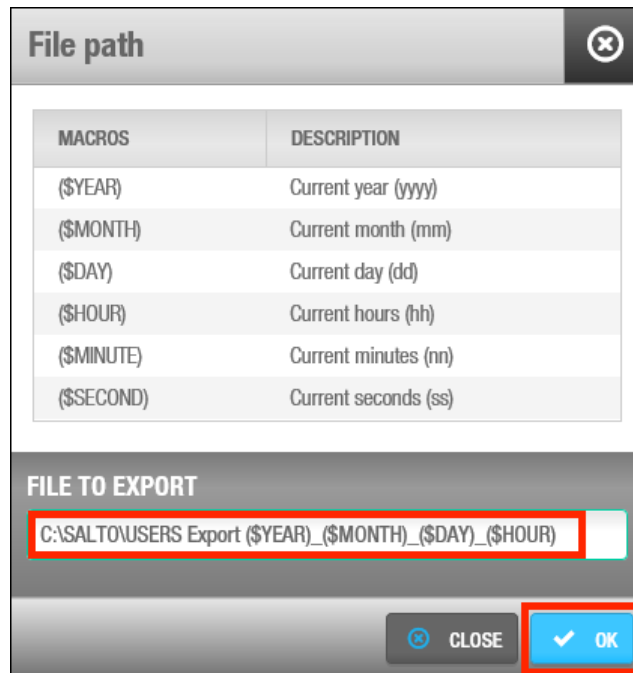 File path
MACROS DESCRIPTION
($YEAR) Current year (yyyy)
($MONTH) Current month (mm)
($DAY) Current day (dd)
($HOUR) Current hours (hh)
($MINUTE) Current minutes (nn)
($SECOND) Current seconds (ss)
FILE TO EXPORT
C:\SALTO\USERS Export ($YEAR)_($MONTH)_($DAY)_($HOUR)
CLOSE OK